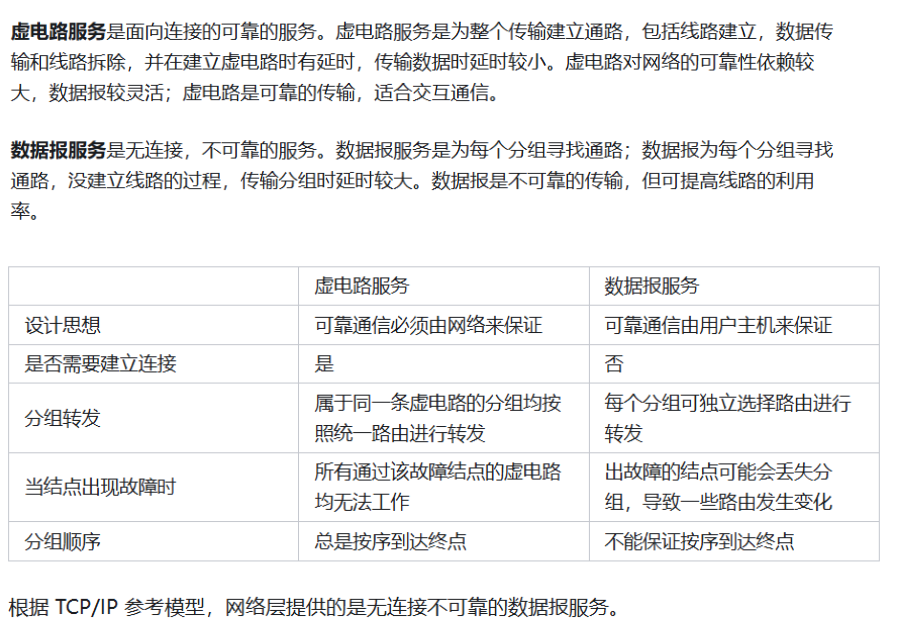 虚电路服务是面向连接的可靠的服务。虚电路服务是为整个传输建立通路，包括线路建立，数据传
输和线路拆除，并在建立虚电路时有延时，传输数据时延时较小。虚电路对网络的可靠性依赖较
大，数据报较灵活；虚电路是可靠的传输，适合交互通信。
数据报服务是无连接，不可靠的服务。数据报服务是为每个分组寻找通路；数据报为每个分组寻找
通路，没建立线路的过程，传输分组时延时较大。数据报是不可靠的传输，但可提高线路的利用
率。
虚电路服务 数据报服务
设计思想 可靠通信必须由网络来保证 可靠通信由用户主机来保证
是否需要建立连接 是 否
分组转发 属于同一条虚电路的分组均按 每个分组可独立选择路由进行
照统一路由进行转发 转发
当结点出现故障时 所有通过该故障结点的虚电路 出故障的结点可能会丢失分
均无法工作 组，导致一些路由发生变化
分组顺序 总是按序到达终点 不能保证按序到达终点
根据 TCP/IP 参考模型，网络层提供的是无连接不可靠的数据报服务。